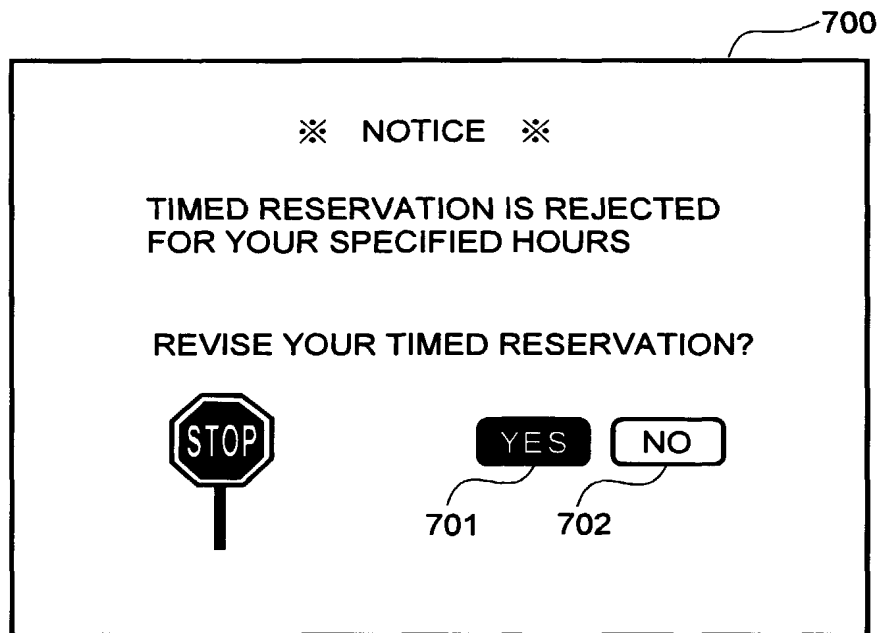 700
※ NOTICE ※
TIMED RESERVATION IS REJECTED
FOR YOUR SPECIFIED HOURS
REVISE YOUR TIMED RESERVATION?
STOP
YES NO
701 702